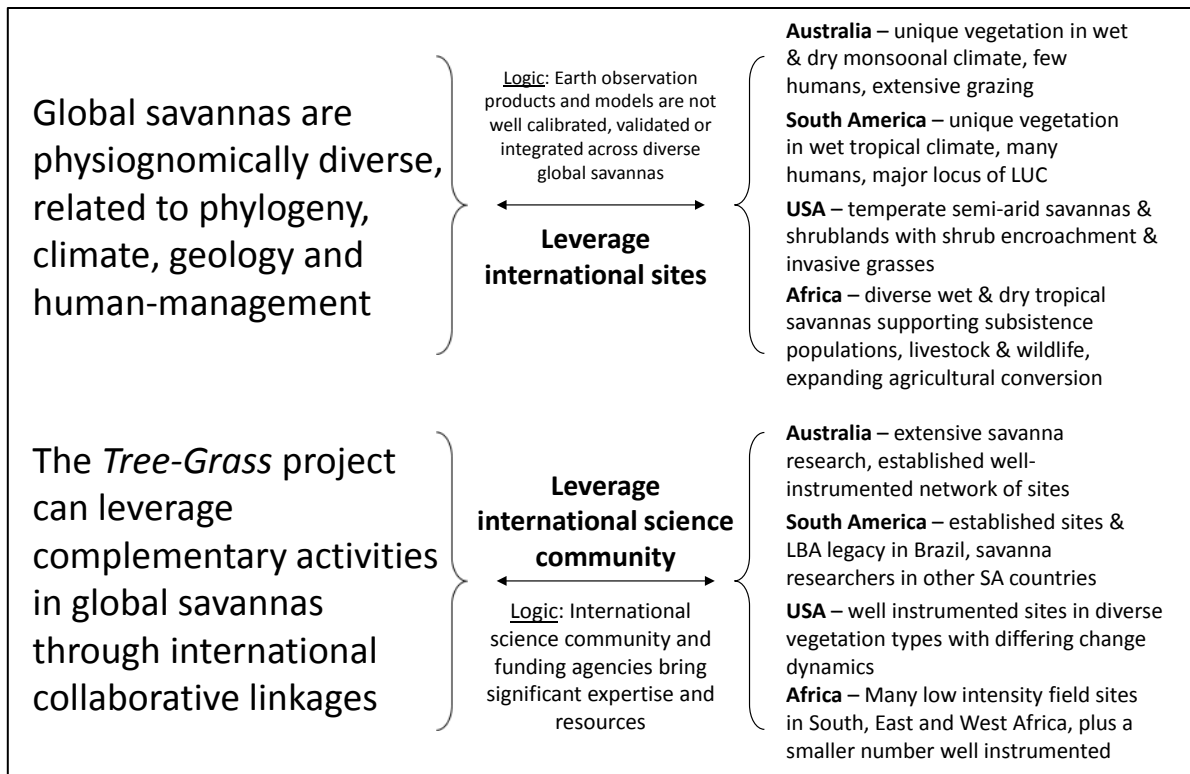 Global savannas are
physiognomically diverse,
related to phylogeny,
climate, geology and
human-management
Logic: Earth observation
products and models are not
well calibrated, validated or
integrated across diverse
global savannas
Leverage
international sites
Australia – unique vegetation in wet
& dry monsoonal climate, few
humans, extensive grazing
South America – unique vegetation
in wet tropical climate, many
humans, major locus of LUC
USA – temperate semi-arid savannas &
shrublands with shrub encroachment &
invasive grasses
Africa – diverse wet & dry tropical
savannas supporting subsistence
populations, livestock & wildlife,
expanding agricultural conversion
The Tree-Grass project
can leverage
complementary activities
in global savannas
through international
collaborative linkages
Leverage
international science
community
Logic: International
science community and
funding agencies bring
significant expertise and
resources
Australia – extensive savanna
research, established well-
instrumented network of sites
South America – established sites &
LBA legacy in Brazil, savanna
researchers in other SA countries
USA – well instrumented sites in diverse
vegetation types with differing change
dynamics
Africa – Many low intensity field sites
in South, East and West Africa, plus a
smaller number well instrumented